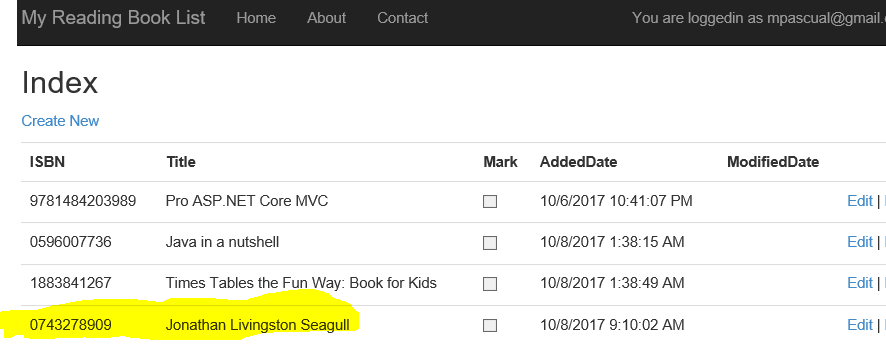 My Reading Book List Home About Contact You are loggedin as mpascual@gmail.
Index
Create New
ISBN Title Mark AddedDate ModifiedDate
9781484203989 Pro ASP.NET Core MVC 10/6/2017 10:41:07 PM Edit |
0596007736 Java in a nutshell 10/8/2017 1:38:15 AM Edit |
1883841267 Times Tables the Fun Way: Book for Kids 10/8/2017 1:38:49 AM Edit |
0743278909 Jonathan Livingston Seagull 10/8/2017 9:10:02 AM Edit |